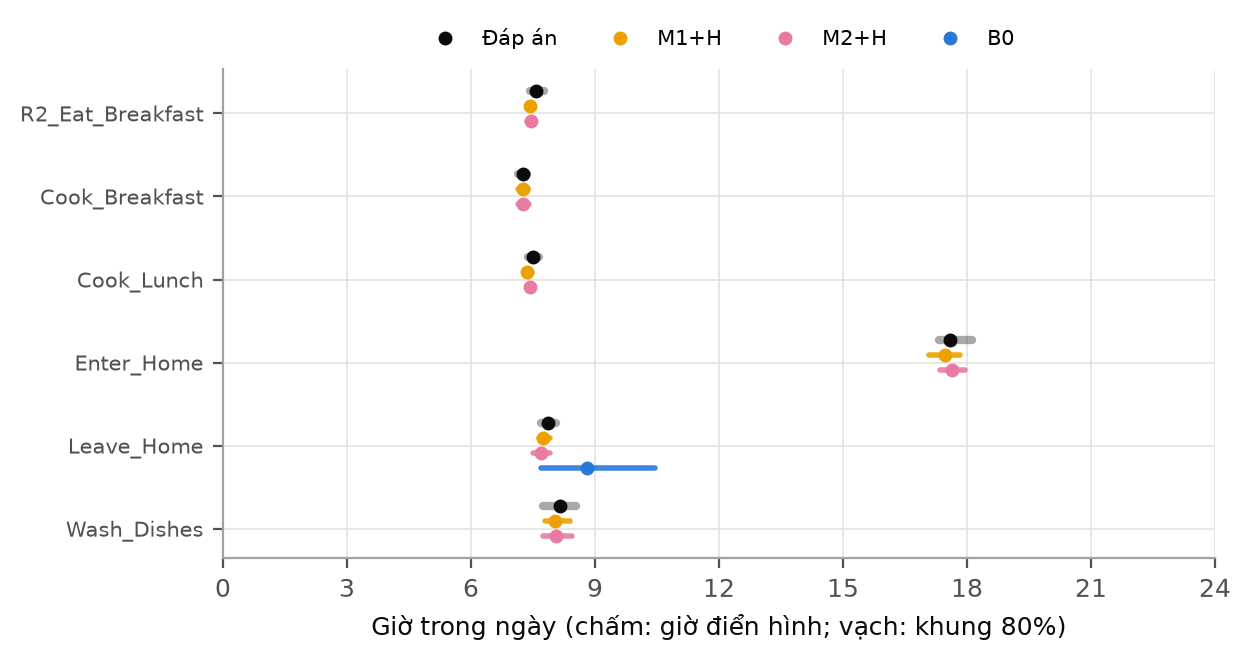 Đáp án M1+H M2+H B0
R2_Eat_Breakfast
Cook_Breakfast
Cook_Lunch
Enter_Home
Leave_Home
Wash_Dishes
0 3 6 9 12 15 18 21 24
Giờ trong ngày (chấm: giờ điển hình; vạch: khung 80%)